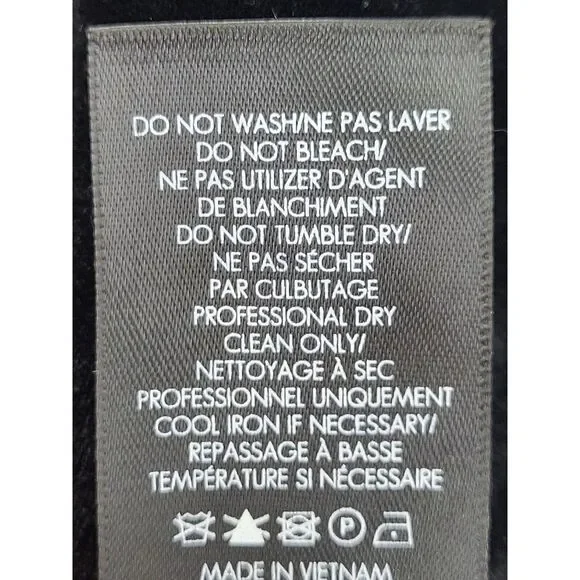 DO NOT WASH/NE PAS LAVER
DO NOT BLEACH/
NE PAS UTILIZER D'AGENT
DE BLANCHIMENT
DO NOT TUMBLE DRY/
NE PAS SÉCHER
PAR CULBUTAGE
PROFESSIONAL DRY
CLEAN ONLY/
NETTOYAGE À SEC
PROFESSIONNEL UNIQUEMENT
COOL IRON IF NECESSARY/
REPASSAGE À BASSE
TEMPÉRATURE SI NÉCESSAIRE
P
MADE IN VIETNAM